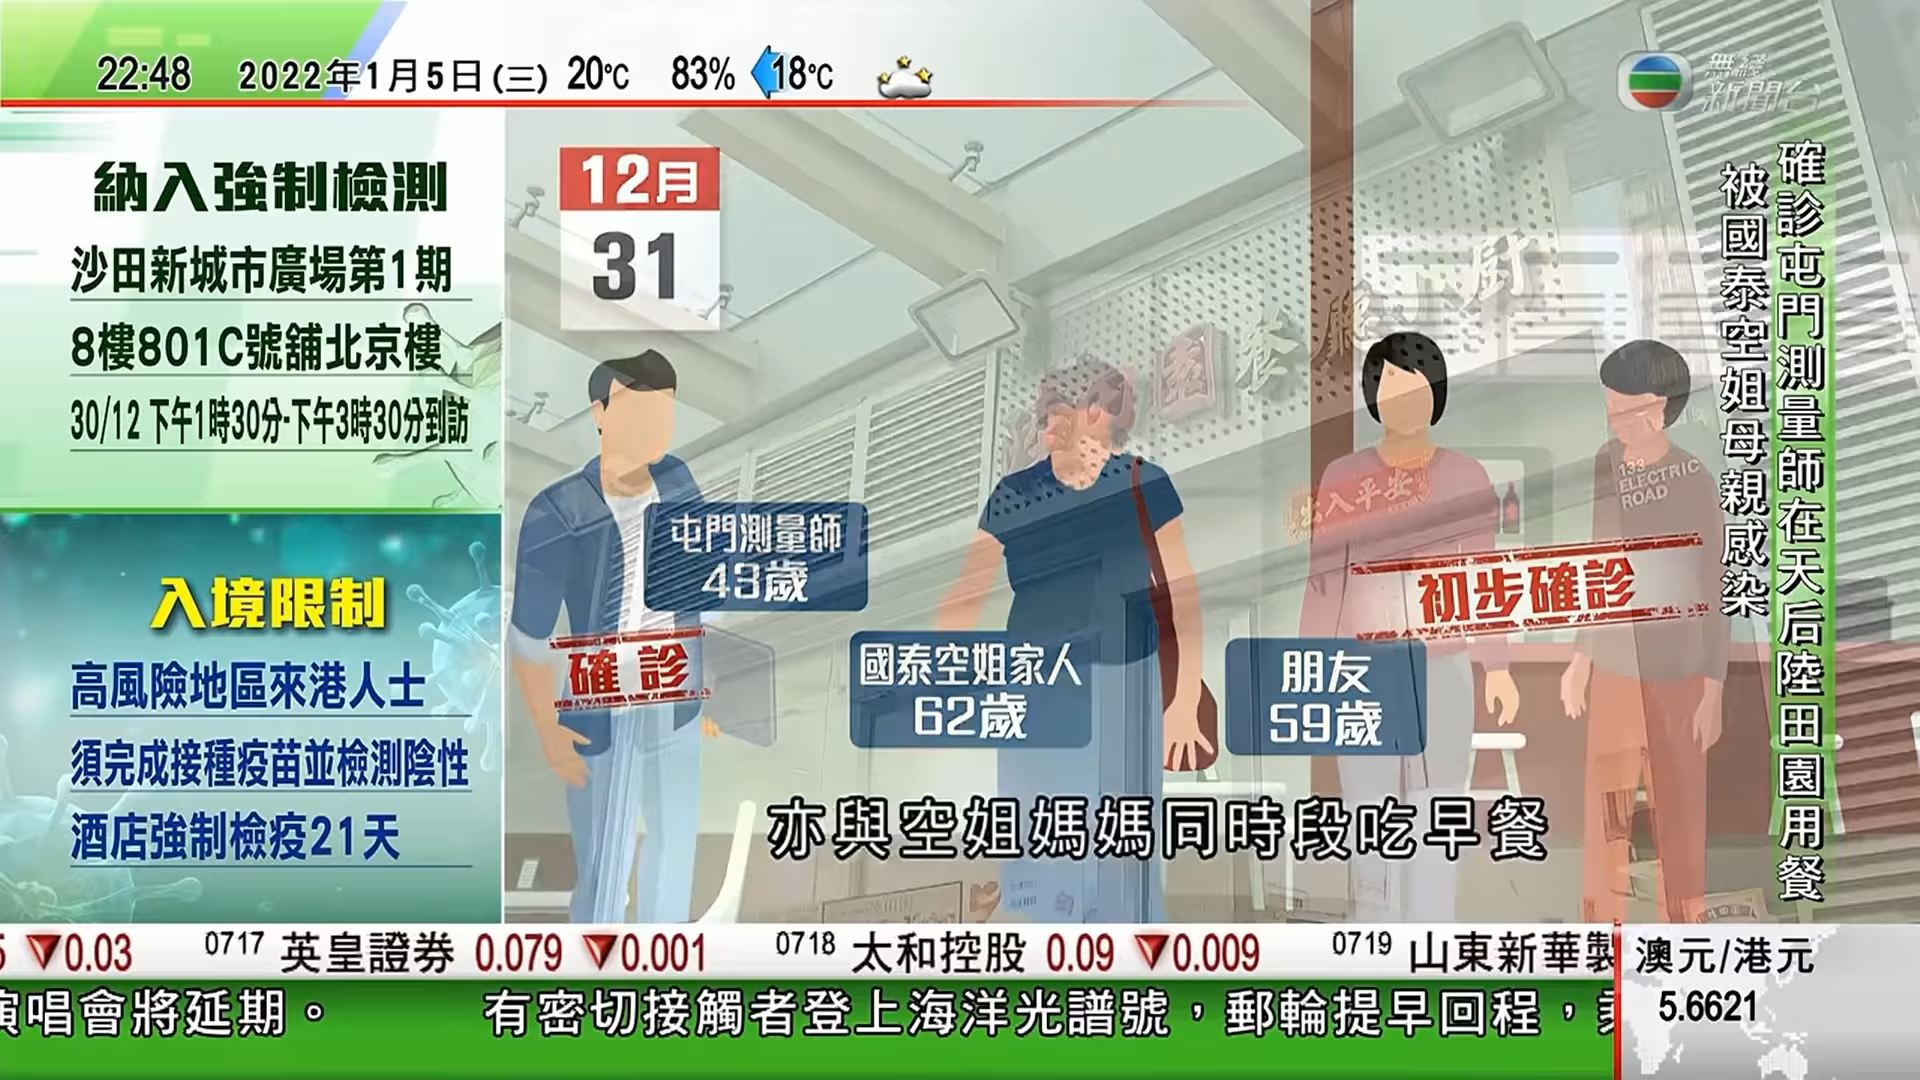 22:48 2022年1月5日(三) 20℃ 83% 18℃
無綫
新聞台
納入強制檢測
沙田新城市廣場第1期
8樓801C號舖北京樓
30/12 下午1時30分-下午3時30分到訪
入境限制
高風險地區來港人士
須完成接種疫苗並檢測陰性
酒店強制檢疫21天
12月
31
園餐廳
廚
出入平安
133
ELECTRIC
ROAD
屯門測量師
43歲
確診
國泰空姐家人
62歲
朋友
59歲
初步確診
確診屯門測量師在天后陸田園用餐
被國泰空姐母親感染
亦與空姐媽媽同時段吃早餐
5 ▼0.03 0717 英皇證券 0.079 ▼0.001 0718 太和控股 0.09 ▼0.009 0719 山東新華製
演唱會將延期。 有密切接觸者登上海洋光譜號，郵輪提早回程，乘
澳元/港元
5.6621